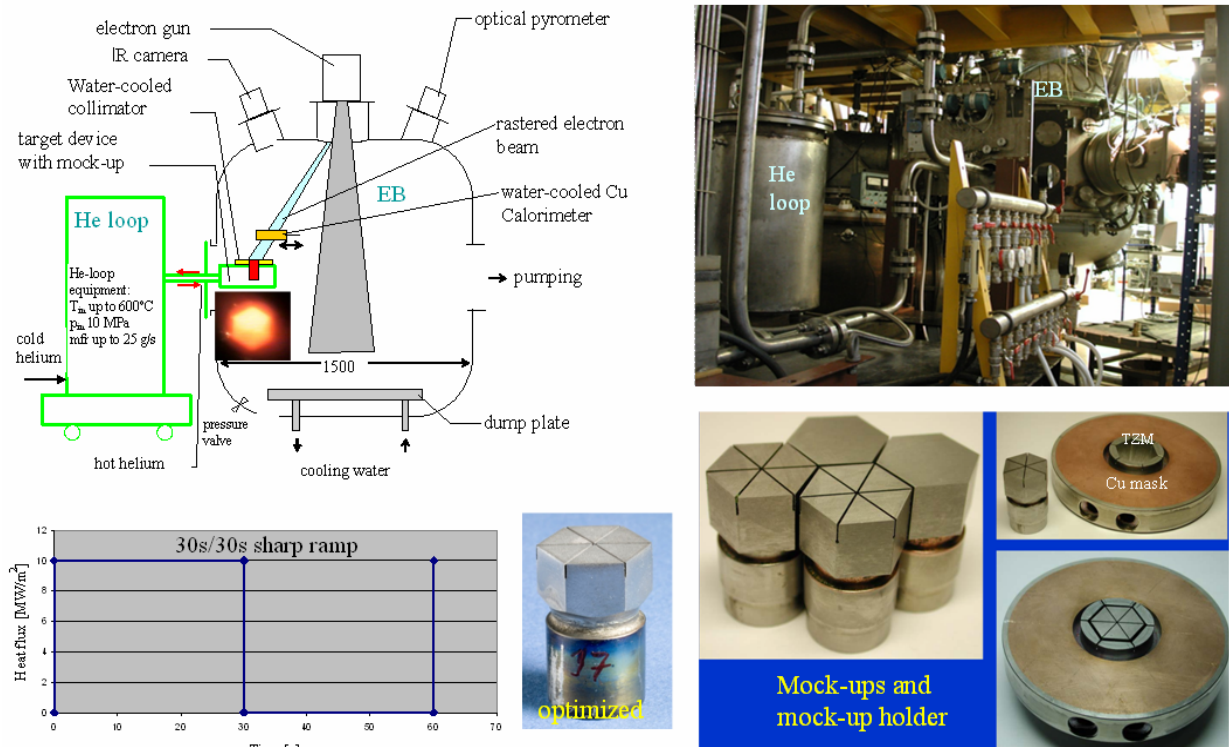 electron gun
IR camera
Water-cooled
collimator
target device
with mock-up
optical pyrometer
rastered electron
beam
EB
water-cooled Cu
Calorimeter
He loop
He-loop
equipment:
T_in up to 600°C
p_in 10 MPa
mfr up to 25 g/s
cold
helium
pumping
1500
pressure
valve
dump plate
hot helium
cooling water
EB
He
loop
30s/30s sharp ramp
Heat flux [MW/m²]
12
10
8
6
4
2
0
0 10 20 30 40 50 60 70
37
optimized
TZM
Cu mask
Mock-ups and
mock-up holder